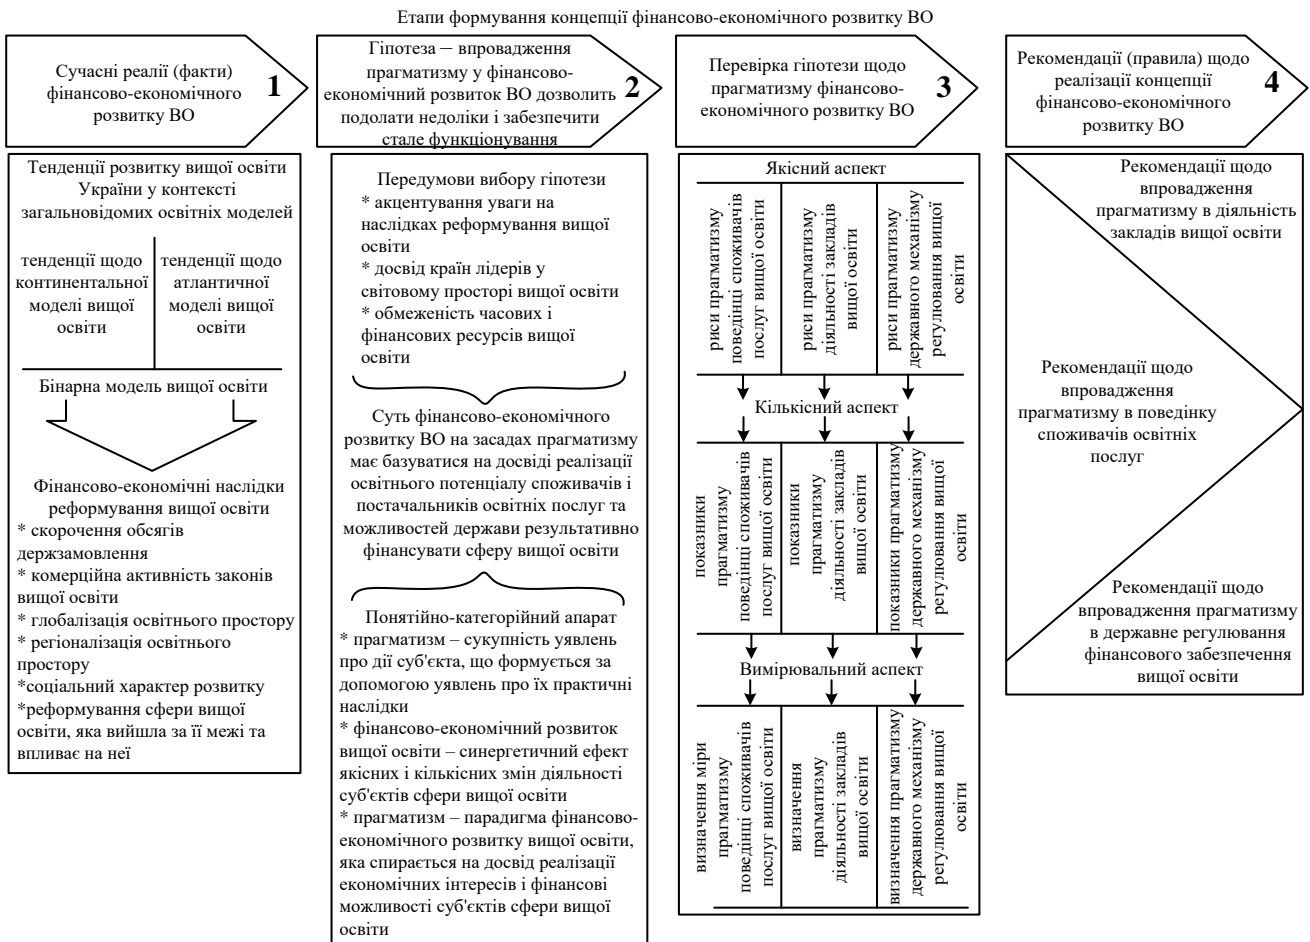 Етапи формування концепції фінансово-економічного розвитку ВО
Сучасні реалії (факти)
фінансово-економічного
розвитку ВО
1
Гіпотеза – впровадження
прагматизму у фінансово-
економічний розвиток ВО дозволить
подолати недоліки і забезпечити
стале функціонування
2
Перевірка гіпотези щодо
прагматизму фінансово-
економічного розвитку ВО
3
Рекомендації (правила) щодо
реалізації концепції
фінансово-економічного
розвитку ВО
4
Тенденції розвитку вищої освіти
України у контексті
загальновідомих освітніх моделей
тенденції щодо
континентальної
моделі вищої
освіти
тенденції щодо
атлантичної
моделі вищої
освіти
Бінарна модель вищої освіти
Фінансово-економічні наслідки
реформування вищої освіти
* скорочення обсягів
держзамовлення
* комерційна активність законів
вищої освіти
* глобалізація освітнього простору
* регіоналізація освітнього
простору
*соціальний характер розвитку
*реформування сфери вищої
освіти, яка вийшла за її межі та
впливає на неї
Передумови вибору гіпотези
* акцентування уваги на
наслідках реформування вищої
освіти
* досвід країн лідерів у
світовому просторі вищої освіти
* обмеженість часових і
фінансових ресурсів вищої
освіти
Суть фінансово-економічного
розвитку ВО на засадах прагматизму
має базуватися на досвіді реалізації
освітнього потенціалу споживачів і
постачальників освітніх послуг та
можливостей держави результативно
фінансувати сферу вищої освіти
Понятійно-категорійний апарат
* прагматизм – сукупність уявлень
про дії суб'єкта, що формується за
допомогою уявлень про їх практичні
наслідки
* фінансово-економічний розвиток
вищої освіти – синергетичний ефект
якісних і кількісних змін діяльності
суб'єктів сфери вищої освіти
* прагматизм – парадигма фінансово-
економічного розвитку вищої освіти,
яка спирається на досвід реалізації
економічних інтересів і фінансові
можливості суб'єктів сфери вищої
освіти
Якісний аспект
риси прагматизму
поведінці споживачів
послуг вищої освіти
риси прагматизму
діяльності закладів
вищої освіти
риси прагматизму
державного механізму
регулювання вищої
освіти
Кількісний аспект
показники
прагматизму
поведінці споживачів
послуг вищої освіти
показники
прагматизму
діяльності закладів
вищої освіти
показники прагматизму
державного механізму
регулювання вищої
освіти
Вимірювальний аспект
визначення міри
прагматизму
поведінці споживачів
послуг вищої освіти
визначення
прагматизму
діяльності закладів
вищої освіти
визначення прагматизму
державного механізму
регулювання вищої
освіти
Рекомендації щодо
впровадження
прагматизму в діяльність
закладів вищої освіти
Рекомендації щодо
впровадження
прагматизму в поведінку
споживачів освітніх
послуг
Рекомендації щодо
впровадження прагматизму
в державне регулювання
фінансового забезпечення
вищої освіти